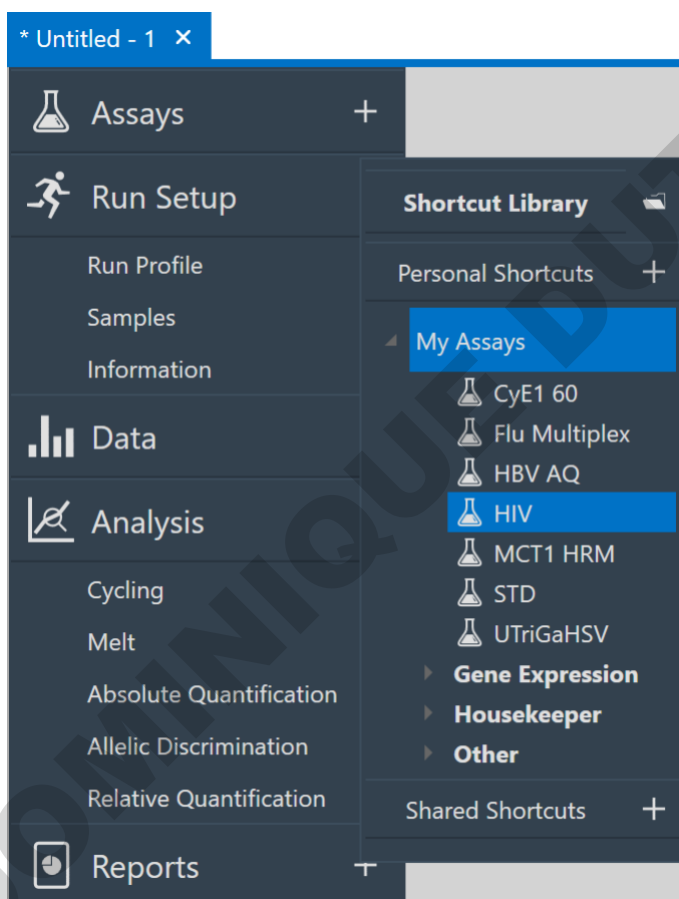 * Untitled - 1 ×
Assays +
Run Setup
Run Profile
Samples
Information
Data
Analysis
Cycling
Melt
Absolute Quantification
Allelic Discrimination
Relative Quantification
Reports +
Shortcut Library
Personal Shortcuts +
My Assays
CyE1 60
Flu Multiplex
HBV AQ
HIV
MCT1 HRM
STD
UTriGaHSV
Gene Expression
Housekeeper
Other
Shared Shortcuts +
OMINIQUE DUT